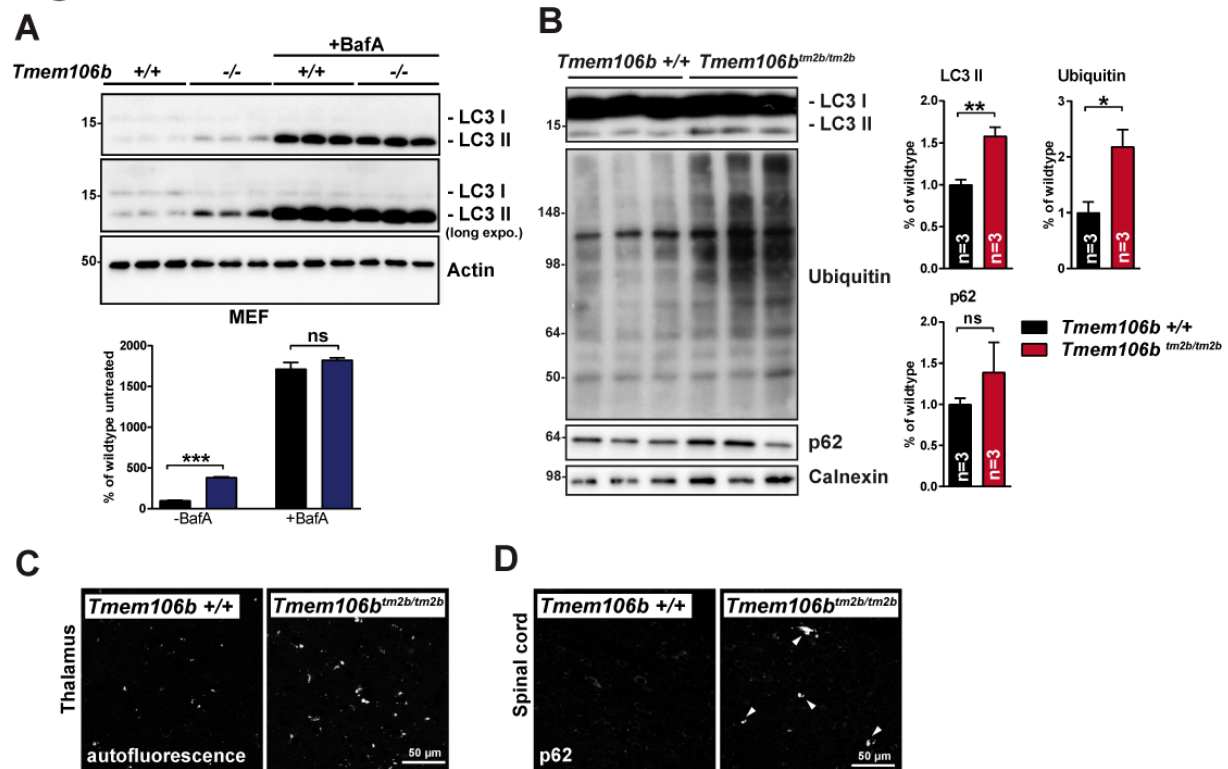 A
+BafA
Tmem106b +/+ -/- +/+ -/-
- LC3 I
15-
- LC3 II
- LC3 I
15-
- LC3 II
(long expo.)
50-
Actin
MEF
% of wildtype untreated
2000
1500
1000
500
0
***
ns
-BafA
+BafA
B
Tmem106b +/+ Tmem106b tm2b/tm2b
- LC3 I
15-
- LC3 II
148-
98-
Ubiquitin
64-
50-
64-
p62
98-
Calnexin
LC3 II
% of wildtype
2.0
1.5
1.0
0.5
0.0
**
n=3
n=3
Ubiquitin
% of wildtype
3
2
1
0
*
n=3
n=3
p62
% of wildtype
2.0
1.5
1.0
0.5
0.0
ns
n=3
n=3
Tmem106b +/+
Tmem106b tm2b/tm2b
C
Thalamus
Tmem106b +/+
Tmem106b tm2b/tm2b
autofluorescence
50 µm
D
Spinal cord
Tmem106b +/+
Tmem106b tm2b/tm2b
p62
50 µm